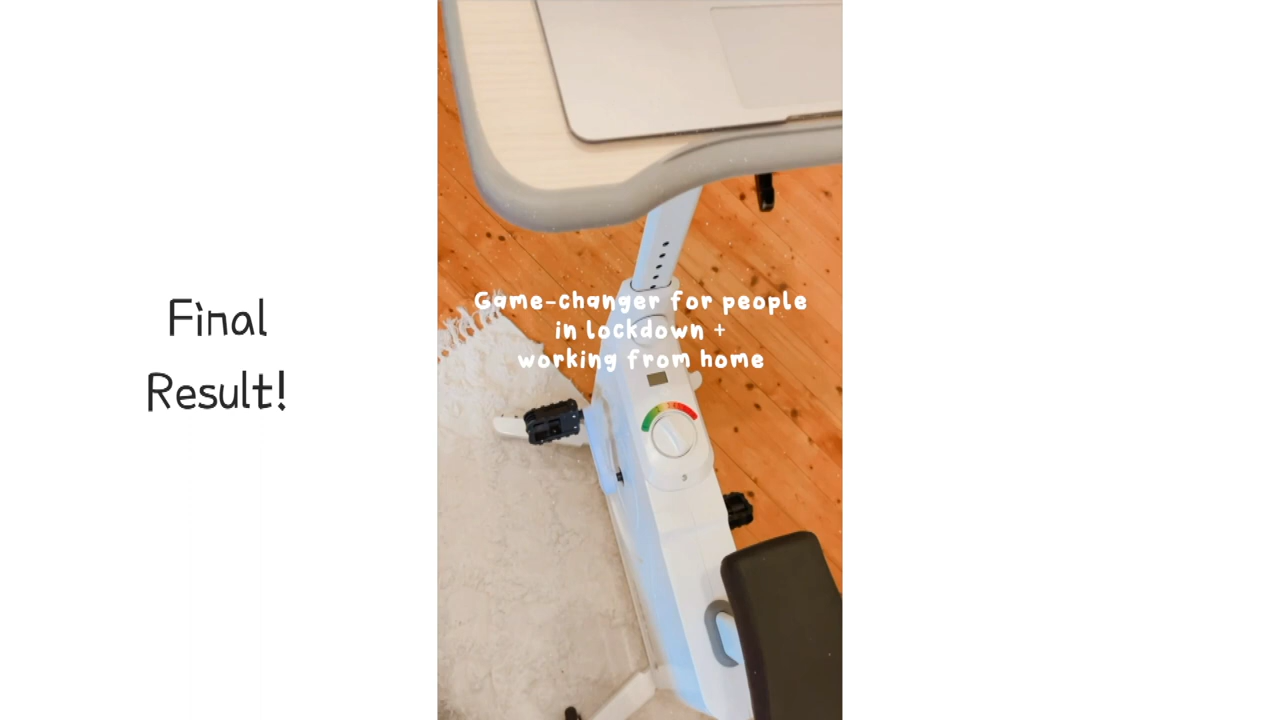 Final
Result!
Game-changer for people
in lockdown +
working from home